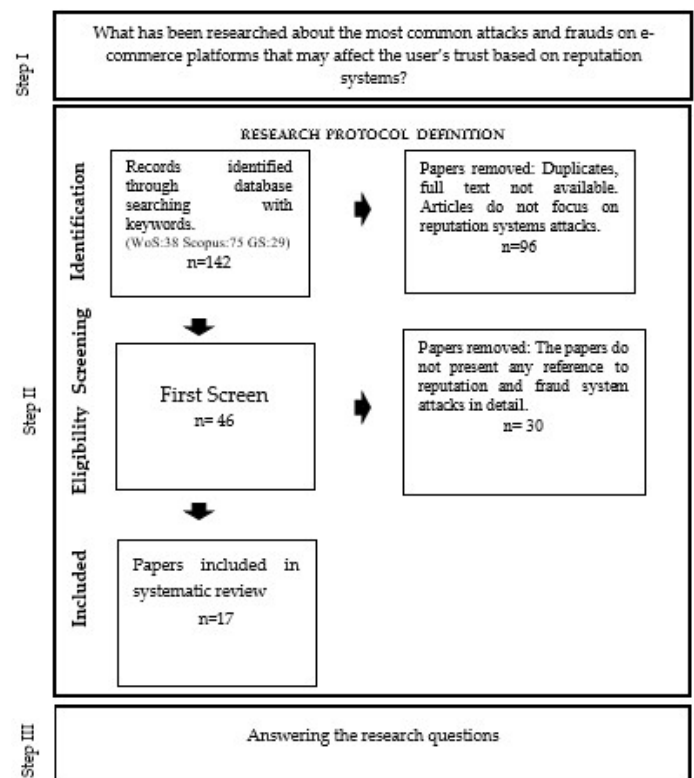 Step I
What has been researched about the most common attacks and frauds on e-
commerce platforms that may affect the user's trust based on reputation
systems?
Step II
RESEARCH PROTOCOL DEFINITION
Identification
Records identified
through database
searching with
keywords.
(WoS:38 Scopus:75 GS:29)
n=142
Papers removed: Duplicates,
full text not available.
Articles do not focus on
reputation systems attacks.
n=96
Eligibility Screening
First Screen
n= 46
Papers removed: The papers do
not present any reference to
reputation and fraud system
attacks in detail.
n= 30
Included
Papers included in
systematic review
n=17
Step III
Answering the research questions